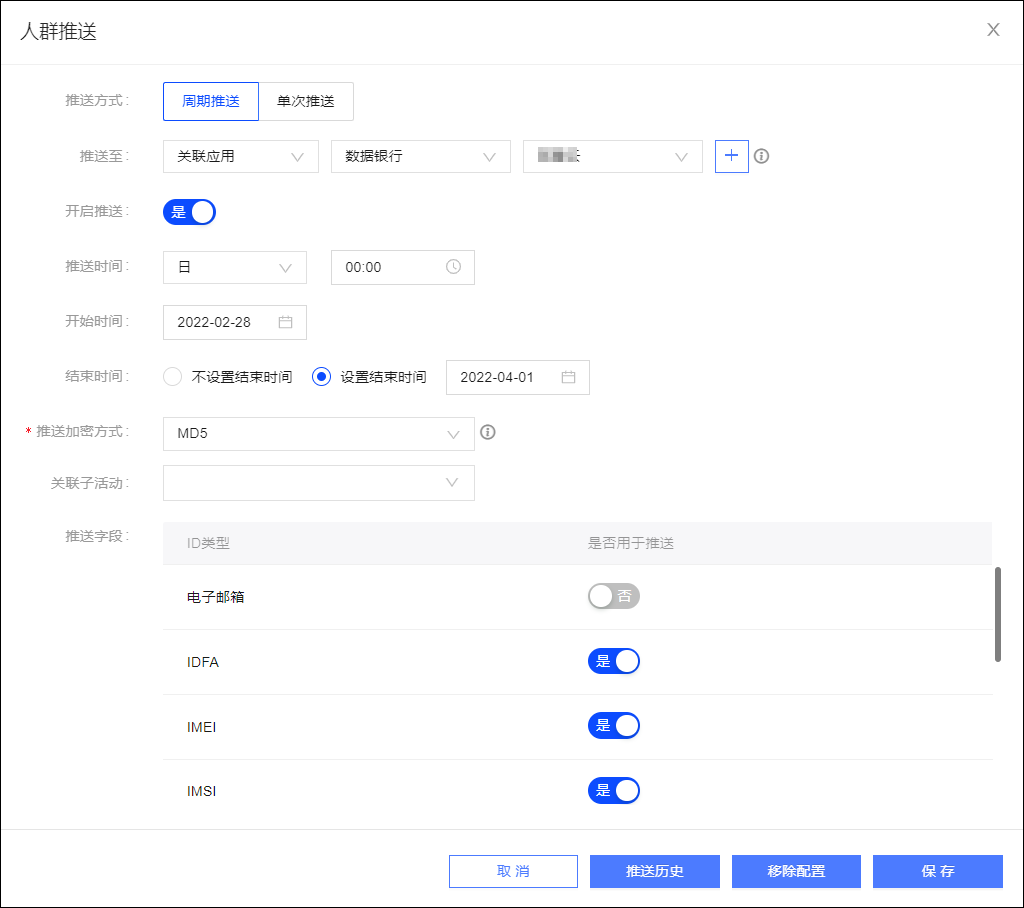 人群推送
推送方式: 周期推送 单次推送
推送至: 关联应用 数据银行
开启推送: 是
推送时间: 日 00:00
开始时间: 2022-02-28
结束时间: 不设置结束时间 设置结束时间 2022-04-01
* 推送加密方式: MD5
关联子活动:
推送字段: ID类型 是否用于推送
电子邮箱 否
IDFA 是
IMEI 是
IMSI 是
取 消 推送历史 移除配置 保 存